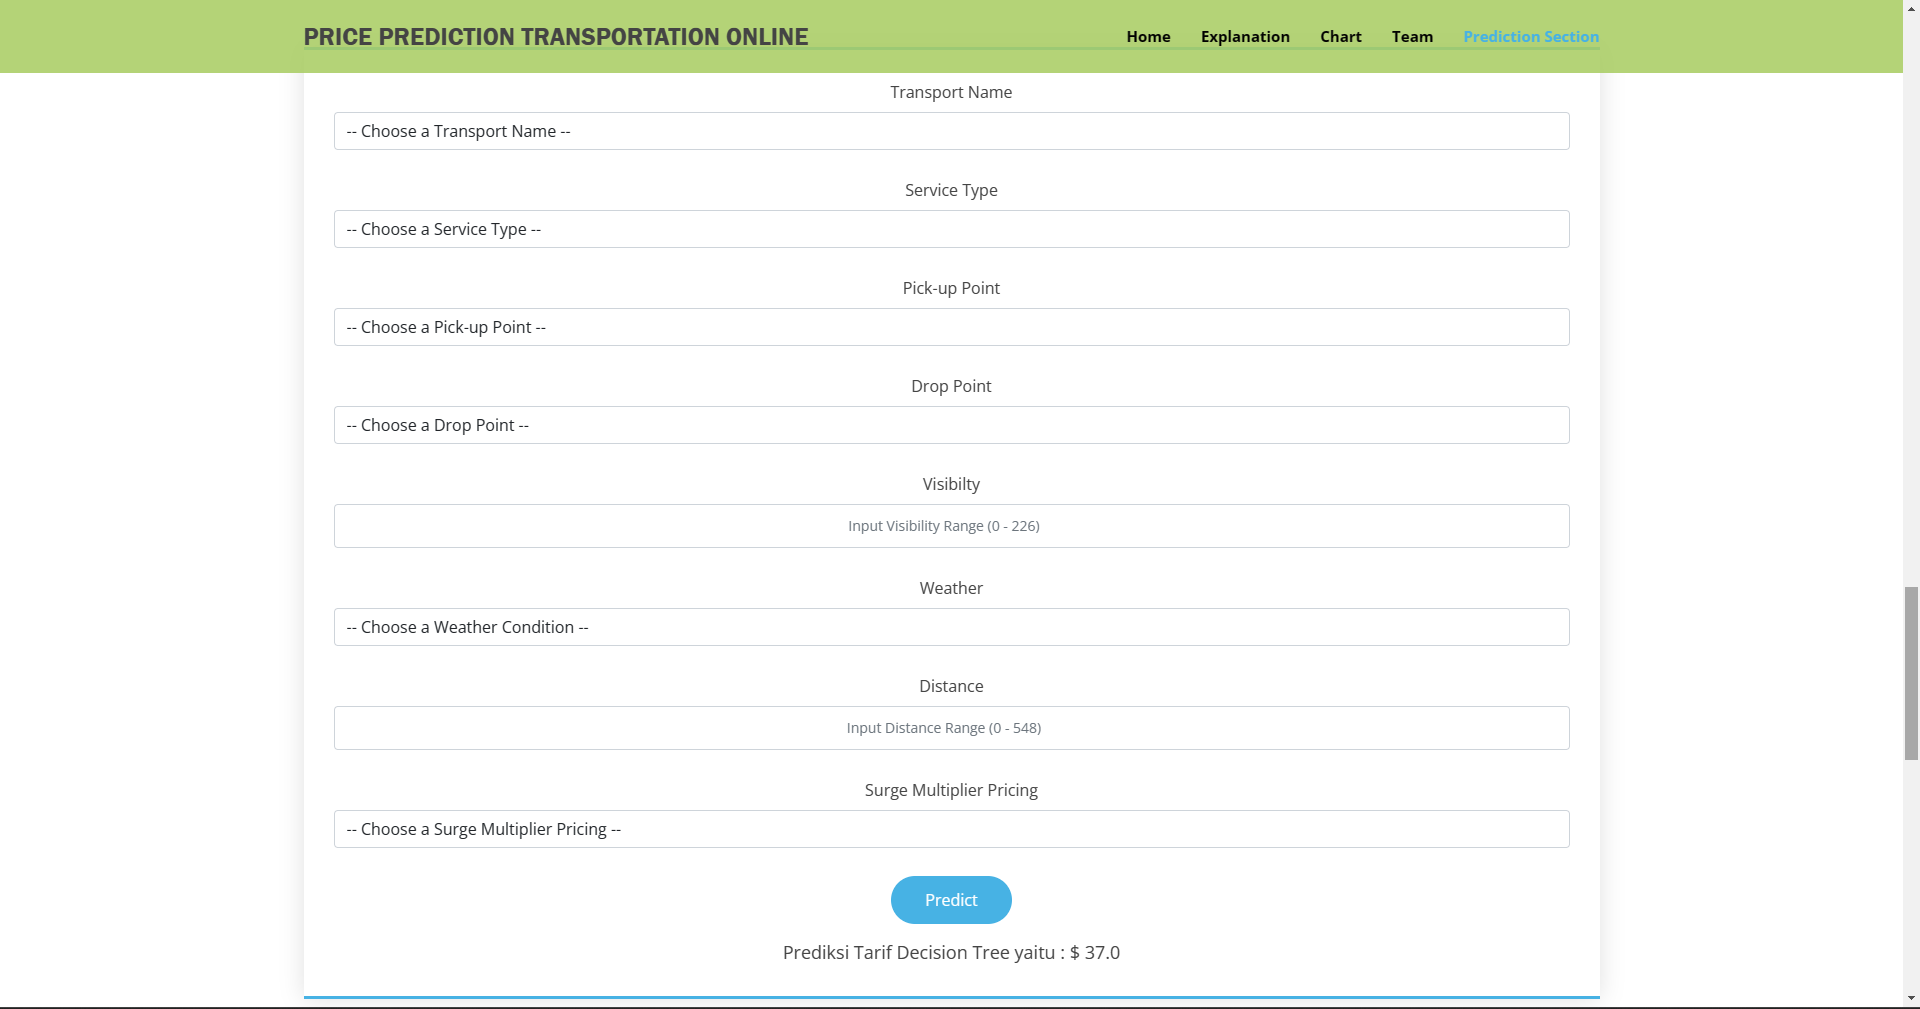 PRICE PREDICTION TRANSPORTATION ONLINE
Home Explanation Chart Team Prediction Section
Transport Name
-- Choose a Transport Name --
Service Type
-- Choose a Service Type --
Pick-up Point
-- Choose a Pick-up Point --
Drop Point
-- Choose a Drop Point --
Visibilty
Input Visibility Range (0 - 226)
Weather
-- Choose a Weather Condition --
Distance
Input Distance Range (0 - 548)
Surge Multiplier Pricing
-- Choose a Surge Multiplier Pricing --
Predict
Prediksi Tarif Decision Tree yaitu : $ 37.0